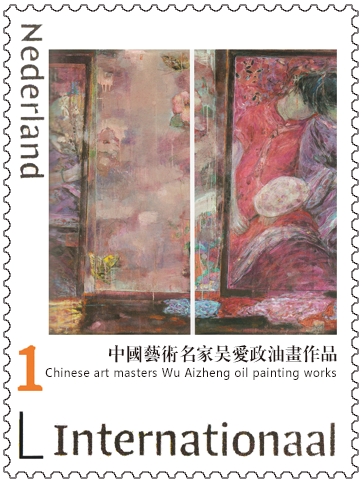 Nederland
中國藝術名家吴愛政油畫作品
1 Chinese art masters Wu Aizheng oil painting works
Internationaal